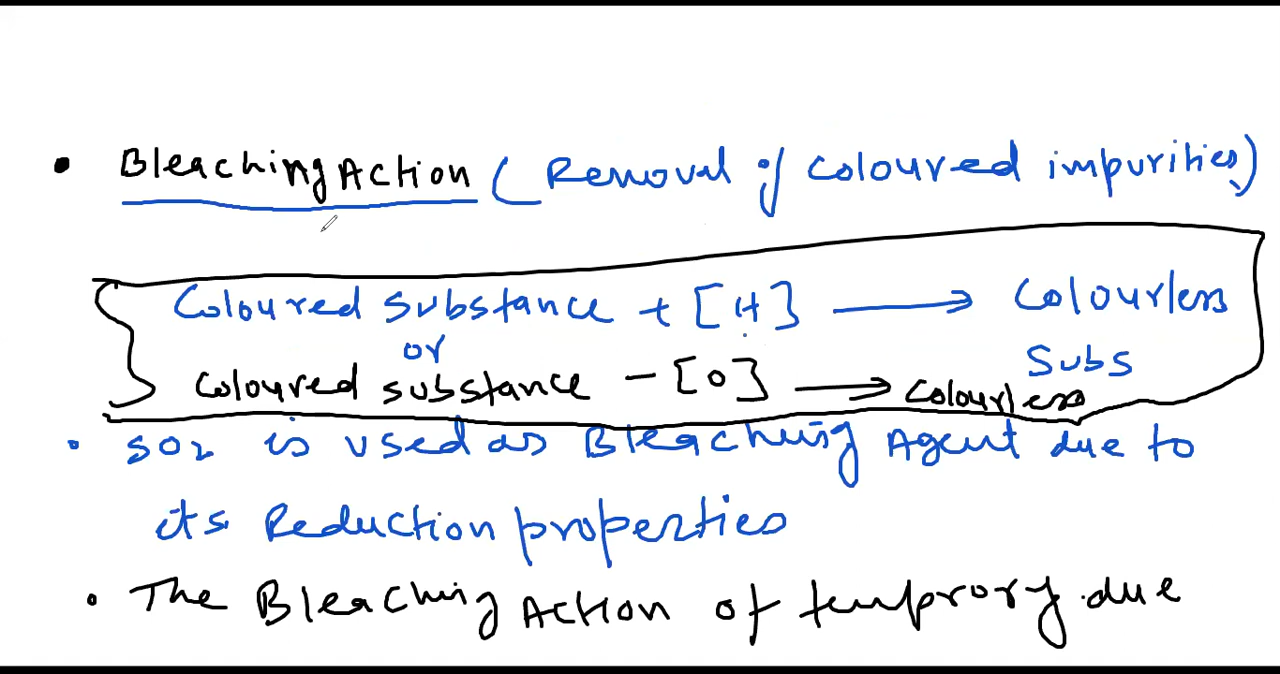 • Bleaching Action (Removal of coloured impurities)
Coloured substance + [H] ⟶ Colourless
or Subs
Coloured substance - [O] ⟶ Colourless
• SO2 is used as Bleaching Agent due to
its Reduction properties
• The Bleaching Action of temprory due